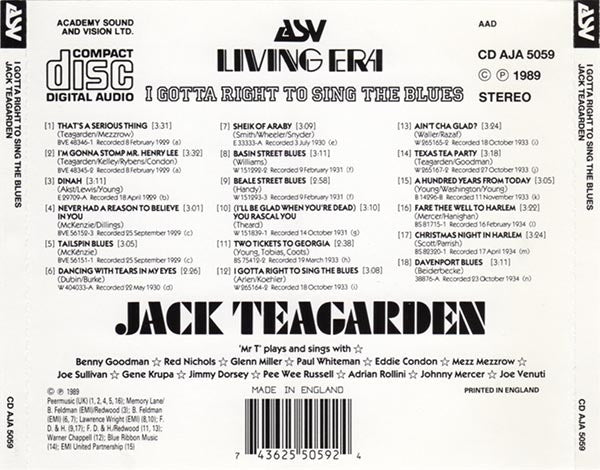 I GOTTA RIGHT TO SING THE BLUES
JACK TEAGARDEN
CD AJA 5059
ASV
ACADEMY SOUND
AND VISION LTD.
COMPACT
disc
DIGITAL AUDIO
ASV
LIVING ERA
I GOTTA RIGHT TO SING THE BLUES
AAD
CD AJA 5059
© ℗ 1989
STEREO
[1] THAT'S A SERIOUS THING [3:31]
(Teagarden/Mezzrow)
BVE 48346-1 Recorded 8 February 1929 (a)
[2] I'M GONNA STOMP MR. HENRY LEE [3:32]
(Teagarden/Kelley/Rybens/Condon)
BVE 48345-2 Recorded 8 February 1929 (a)
[3] DINAH [5:11]
(Akst/Lewis/Young)
E 29709-A Recorded 18 April 1929 (b)
[4] NEVER HAD A REASON TO BELIEVE [3:01]
IN YOU
(McKenzie/Dillings)
BVE 56152-3 Recorded 25 September 1929 (c)
[5] TAILSPIN BLUES [3:05]
(McKénzie)
BVE 56151-1 Recorded 25 September 1929 (c)
[6] DANCING WITH TEARS IN MY EYES [2:26]
(Dubin/Burke)
W 404033-A Recorded 22 May 1930 (d)
[7] SHEIK OF ARABY [3:09]
(Smith/Wheeler/Snyder)
E 33333-A Recorded 3 July 1930 (e)
[8] BASIN STREET BLUES [3:11]
(Williams)
W 151292-2 Recorded 9 February 1931 (f)
[9] BEALE STREET BLUES [2:58]
(Handy)
W 151293-3 Recorded 9 February 1931 (f)
[10] (I'LL BE GLAD WHEN YOU'RE DEAD) [3:10]
YOU RASCAL YOU
(Theard)
W 151839-1 Recorded 14 October 1931 (g)
[11] TWO TICKETS TO GEORGIA [2:38]
(Young, Tobias, Coots)
BS 75412-2 Recorded 19 March 1933 (h)
[12] I GOTTA RIGHT TO SING THE BLUES [3:08]
(Arlen/Koehler)
W 265164-2 Recorded 18 October 1933 (i)
[13] AIN'T CHA GLAD? [3:24]
(Waller/Razaf)
W 265165-2 Recorded 18 October 1933 (i)
[14] TEXAS TEA PARTY [3:18]
(Teagarden/Goodman)
W 265167-2 Recorded 27 October 1933 (j)
[15] A HUNDRED YEARS FROM TODAY [3:05]
(Young/Washington/Young)
B 14296-B Recorded 11 November 1933 (k)
[16] FARE THEE WELL TO HARLEM [3:22]
(Mercer/Hanighan)
BS 81715-1 Recorded 16 February 1934 (l)
[17] CHRISTMAS NIGHT IN HARLEM [3:24]
(Scott/Parrish)
BS 82320-1 Recorded 17 April 1934 (m)
[18] DAVENPORT BLUES [3:11]
(Beiderbecke)
38876-A Recorded 23 October 1934 (n)
JACK TEAGARDEN
'Mr T' plays and sings with ☆
Benny Goodman ☆ Red Nichols ☆ Glenn Miller ☆ Paul Whiteman ☆ Eddie Condon ☆ Mezz Mezzrow ☆
Joe Sullivan ☆ Gene Krupa ☆ Jimmy Dorsey ☆ Pee Wee Russell ☆ Adrian Rollini ☆ Johnny Mercer ☆ Joe Venuti
© ℗ 1989
Peermusic (UK) (1, 2, 4, 5, 16); Memory Lane/
B. Feldman (EMI)/Redwood (3); B. Feldman
(EMI) (6, 7); Lawrence Wright (EMI) (8,10); F.
D. & H. (9,17); F. D. & H./Redwood (11, 13);
Warner Chappell (12); Blue Ribbon Music
(14); EMI United Partnership (15)
MADE IN ENGLAND
PRINTED IN ENGLAND
7 43625 50592 4
ASV
I GOTTA RIGHT TO SING THE BLUES
JACK TEAGARDEN
CD AJA 5059